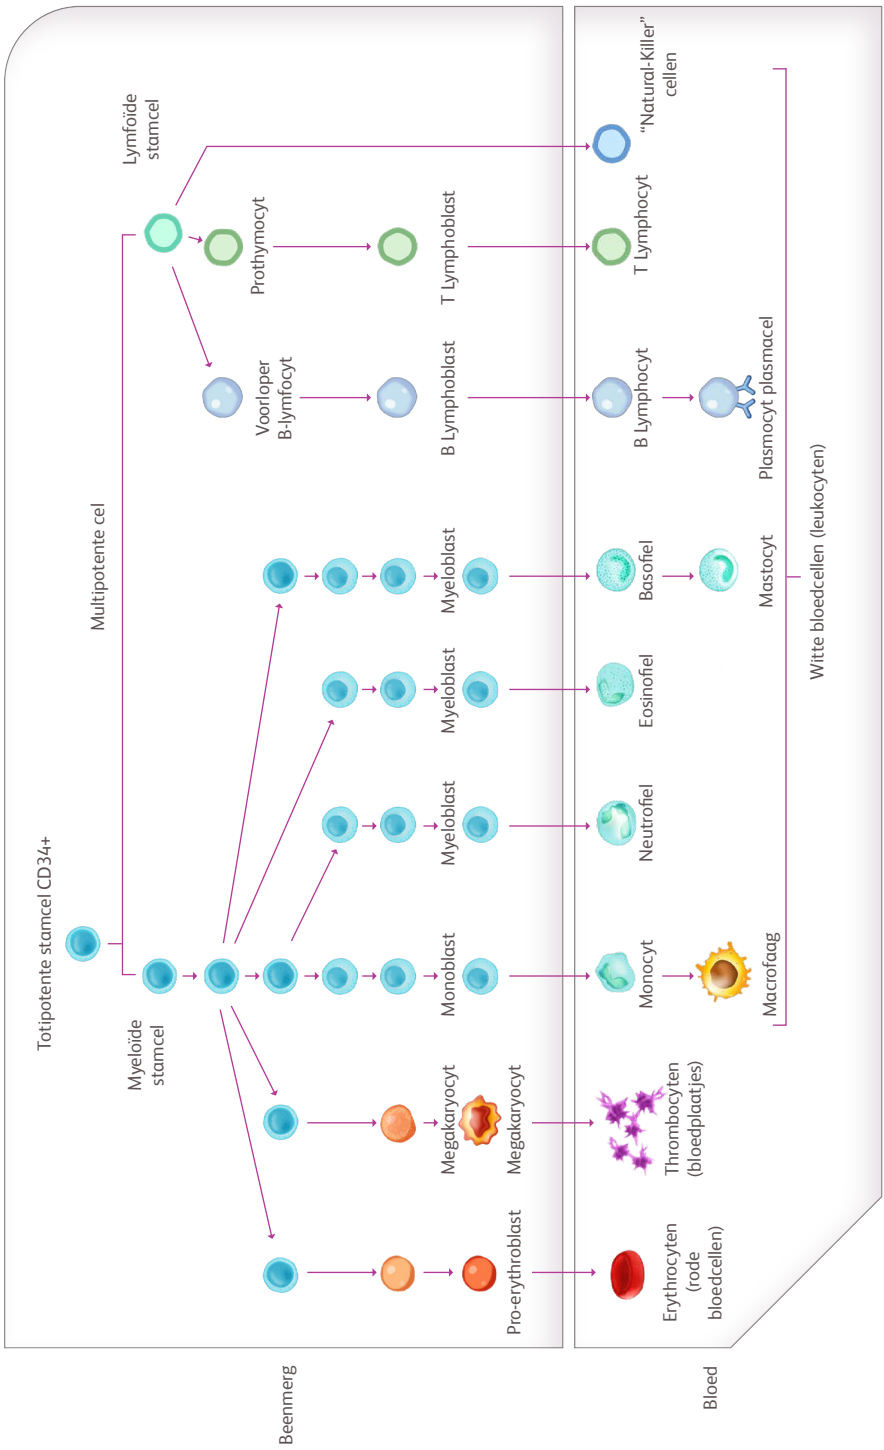 Totipotente stamcel CD34+
Multipotente cel
Myeloïde
stamcel
Lymfoïde
stamcel
Beenmerg
Voorloper
B-lymfocyt
Prothymocyt
Megakaryocyt
Monoblast
Myeloblast
Myeloblast
Myeloblast
B Lymphoblast
T Lymphoblast
Pro-erythroblast
Megakaryocyt
Bloed
Erythrocyten
(rode
bloedcellen)
Thrombocyten
(bloedplaatjes)
Monocyt
Neutrofiel
Eosinofiel
Basofiel
B Lymphocyt
T Lymphocyt
“Natural-Killer”
cellen
Macrofaag
Mastocyt
Plasmocyt plasmacel
Witte bloedcellen (leukocyten)